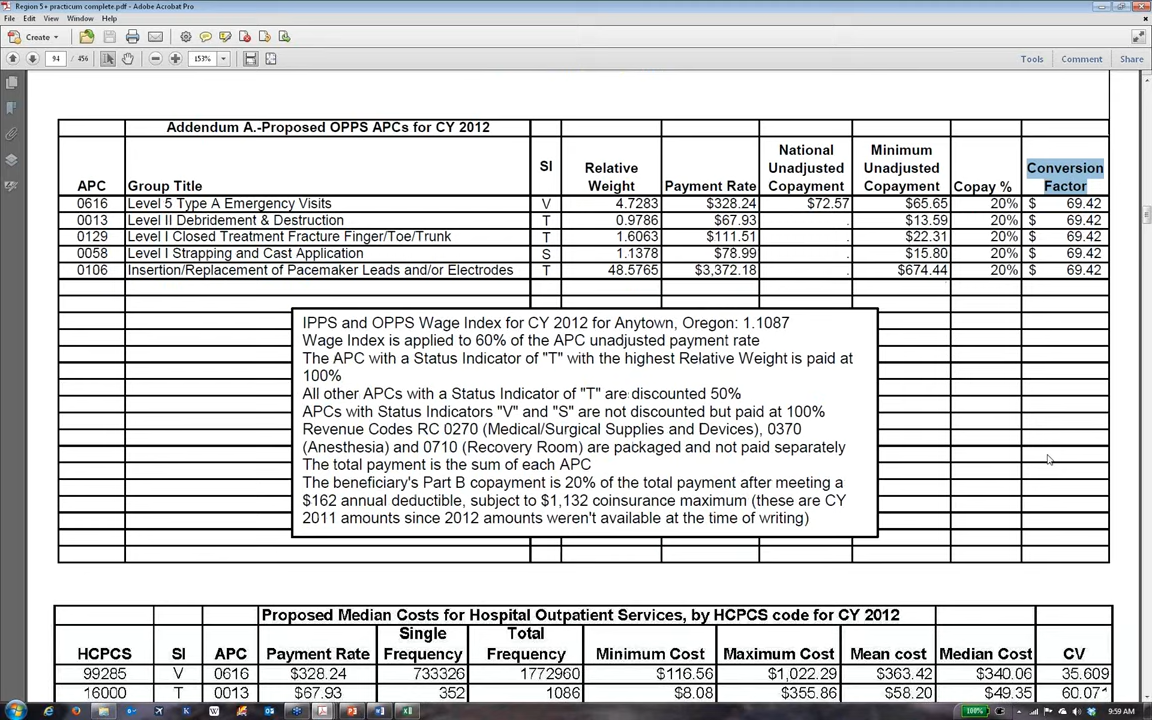 Region 5+ practicum complete.pdf - Adobe Acrobat Pro
File Edit View Window Help
Create
94 / 456 153% Tools Comment Share
Addendum A.-Proposed OPPS APCs for CY 2012
APC Group Title SI Relative Weight Payment Rate National Unadjusted Copayment Minimum Unadjusted Copayment Copay % Conversion Factor
0616 Level 5 Type A Emergency Visits V 4.7283 $328.24 $72.57 $65.65 20% $ 69.42
0013 Level II Debridement & Destruction T 0.9786 $67.93 . $13.59 20% $ 69.42
0129 Level I Closed Treatment Fracture Finger/Toe/Trunk T 1.6063 $111.51 . $22.31 20% $ 69.42
0058 Level I Strapping and Cast Application S 1.1378 $78.99 . $15.80 20% $ 69.42
0106 Insertion/Replacement of Pacemaker Leads and/or Electrodes T 48.5765 $3,372.18 . $674.44 20% $ 69.42
IPPS and OPPS Wage Index for CY 2012 for Anytown, Oregon: 1.1087
Wage Index is applied to 60% of the APC unadjusted payment rate
The APC with a Status Indicator of "T" with the highest Relative Weight is paid at
100%
All other APCs with a Status Indicator of "T" are discounted 50%
APCs with Status Indicators "V" and "S" are not discounted but paid at 100%
Revenue Codes RC 0270 (Medical/Surgical Supplies and Devices), 0370
(Anesthesia) and 0710 (Recovery Room) are packaged and not paid separately
The total payment is the sum of each APC
The beneficiary's Part B copayment is 20% of the total payment after meeting a
$162 annual deductible, subject to $1,132 coinsurance maximum (these are CY
2011 amounts since 2012 amounts weren't available at the time of writing)
Proposed Median Costs for Hospital Outpatient Services, by HCPCS code for CY 2012
HCPCS SI APC Payment Rate Single Frequency Total Frequency Minimum Cost Maximum Cost Mean cost Median Cost CV
99285 V 0616 $328.24 733326 1772960 $116.56 $1,022.29 $363.42 $340.06 35.609
16000 T 0013 $67.93 352 1086 $8.08 $355.86 $58.20 $49.35 60.071
100% 9:59 AM